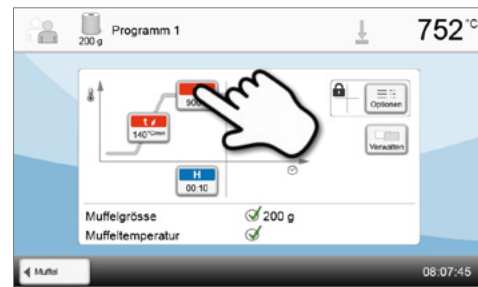 200 g
Programm 1
752 °C
900
t
140 °C/min
H
00:10
Optionen
Verwalten
Muffelgrösse
200 g
Muffeltemperatur
Muffel
08:07:45